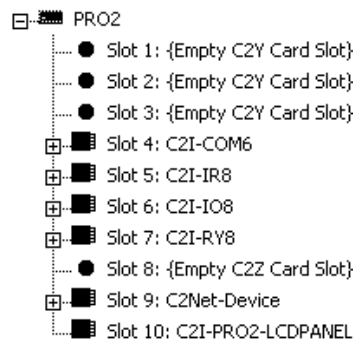 PRO2
Slot 1: {Empty C2Y Card Slot}
Slot 2: {Empty C2Y Card Slot}
Slot 3: {Empty C2Y Card Slot}
Slot 4: C2I-COM6
Slot 5: C2I-IR8
Slot 6: C2I-IO8
Slot 7: C2I-RY8
Slot 8: {Empty C2Z Card Slot}
Slot 9: C2Net-Device
Slot 10: C2I-PRO2-LCDPANEL